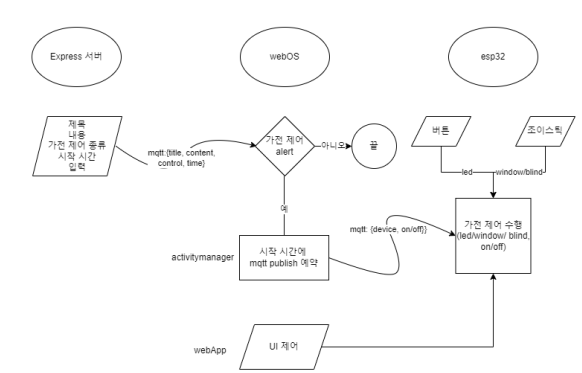 Express 서버
webOS
esp32
제목
내용
가전 제어 종류
시작 시간
입력
mqtt:{title, content,
control, time}
가전 제어
alert
아니오
끝
버튼
조이스틱
led
window/blind
예
mqtt: {device, on/off}}
가전 제어 수행
(led/window/ blind,
on/off)
activitymanager
시작 시간에
mqtt publish 예약
webApp
UI 제어